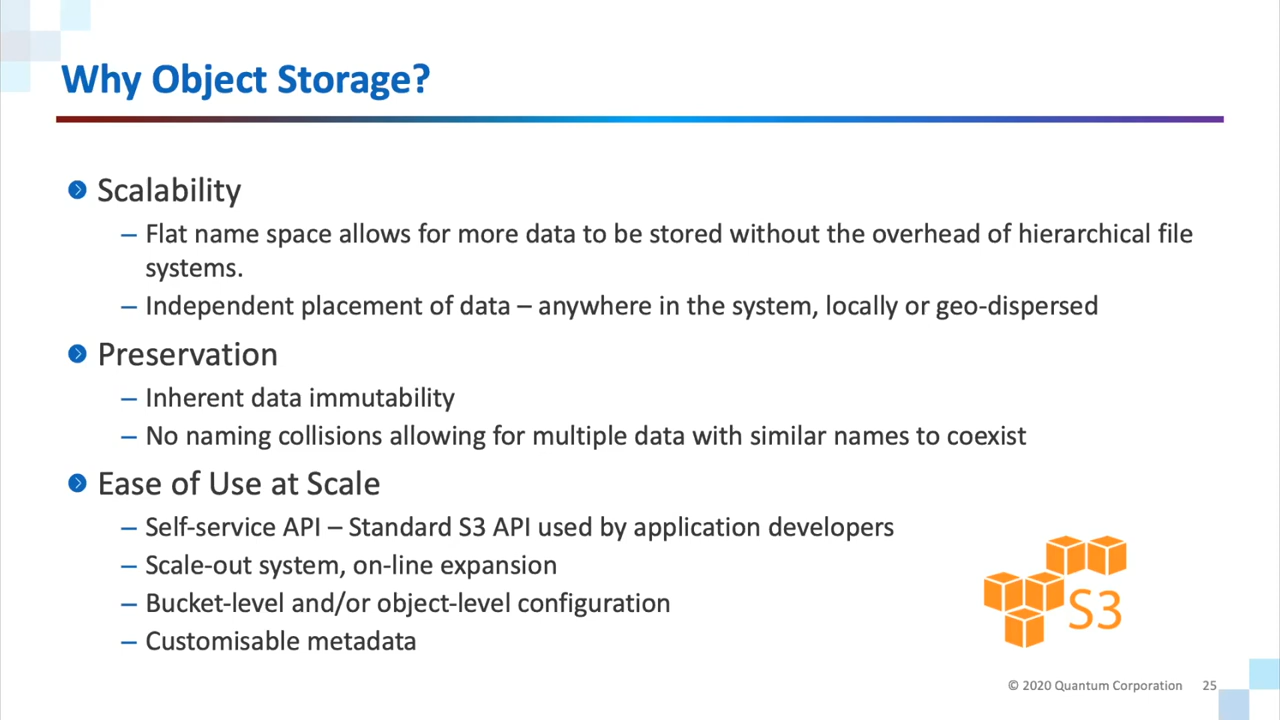 Why Object Storage?
Scalability
– Flat name space allows for more data to be stored without the overhead of hierarchical file
systems.
– Independent placement of data – anywhere in the system, locally or geo-dispersed
Preservation
– Inherent data immutability
– No naming collisions allowing for multiple data with similar names to coexist
Ease of Use at Scale
– Self-service API – Standard S3 API used by application developers
– Scale-out system, on-line expansion
– Bucket-level and/or object-level configuration
– Customisable metadata
S3
© 2020 Quantum Corporation 25